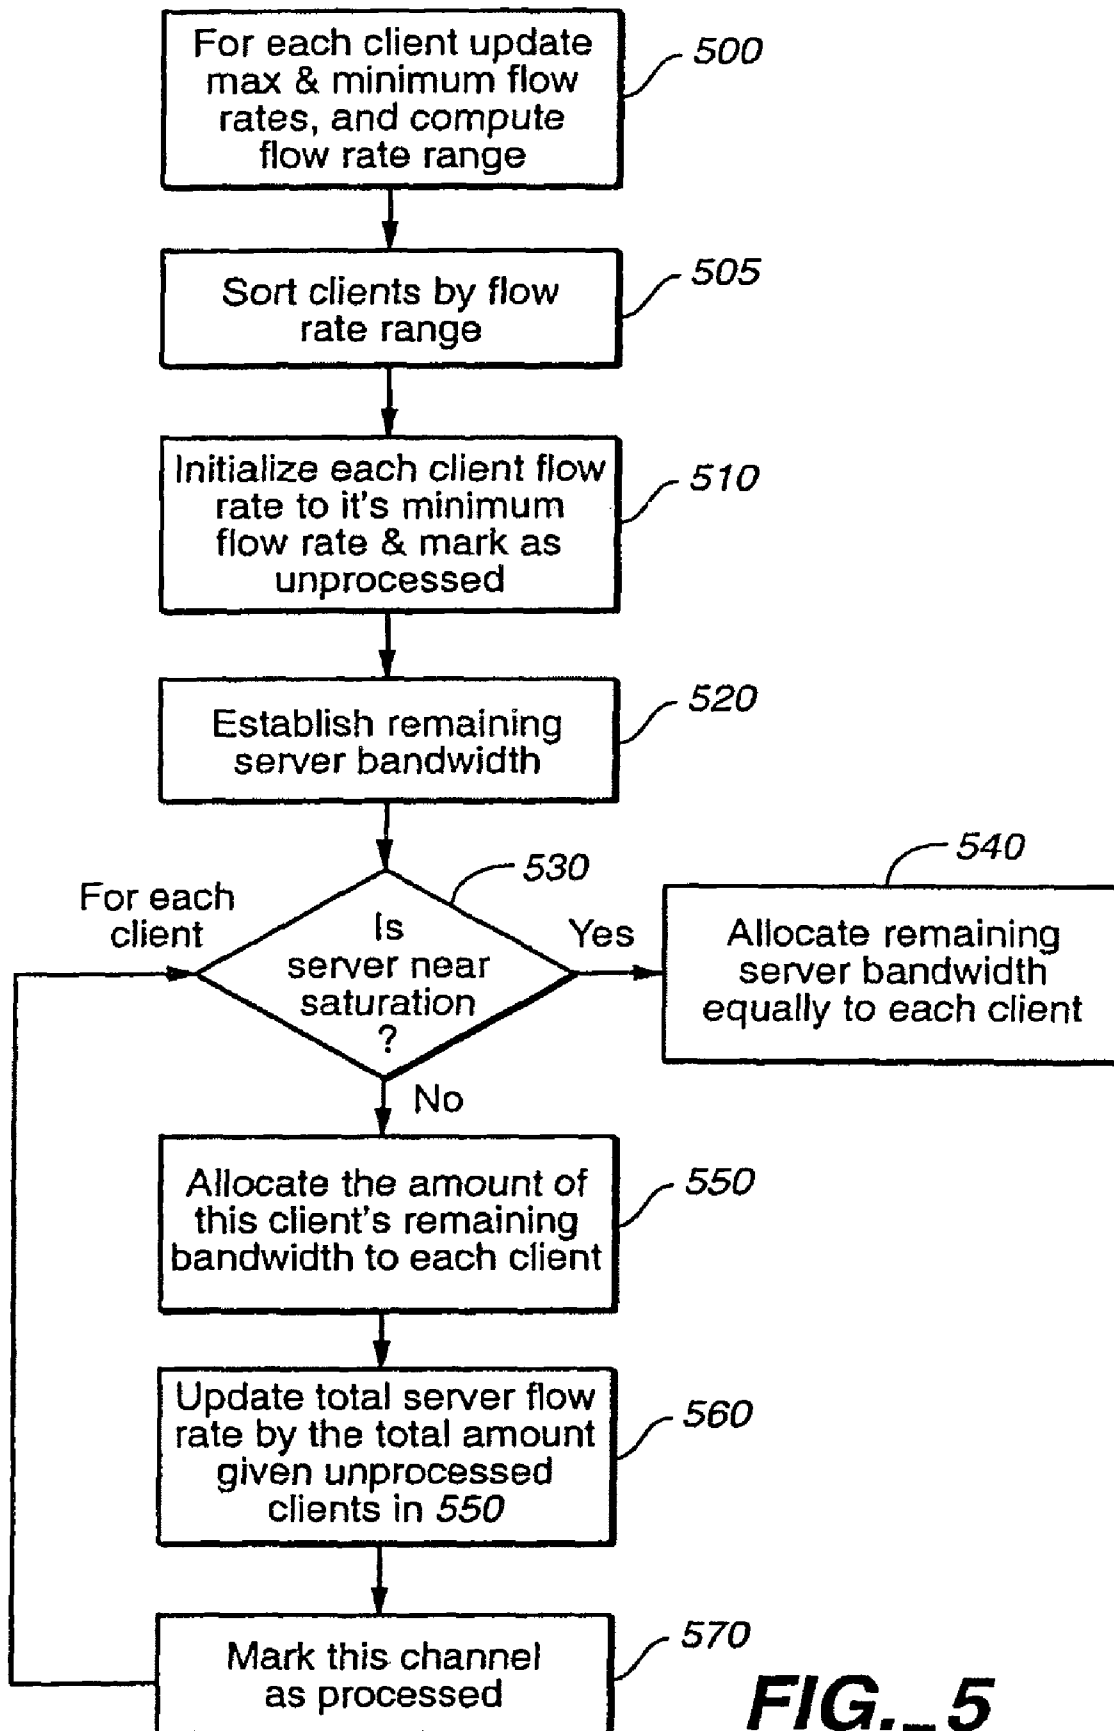 For each client update
max & minimum flow
rates, and compute
flow rate range
500
Sort clients by flow
rate range
505
Initialize each client flow
rate to it's minimum
flow rate & mark as
unprocessed
510
Establish remaining
server bandwidth
520
For each
client
Is
server near
saturation
?
530
Yes
Allocate remaining
server bandwidth
equally to each client
540
No
Allocate the amount of
this client's remaining
bandwidth to each client
550
Update total server flow
rate by the total amount
given unprocessed
clients in 550
560
Mark this channel
as processed
570
FIG._5